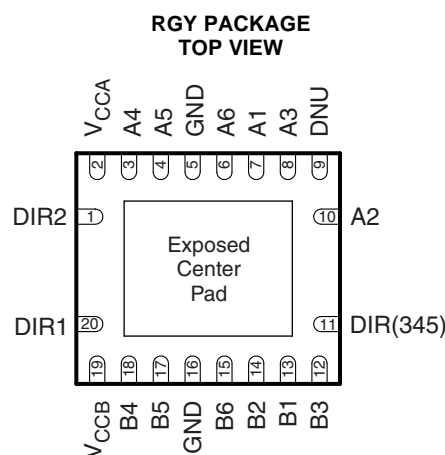 RGY PACKAGE
TOP VIEW
VCCA A4 A5 GND A6 A1 A3 DNU
2 3 4 5 6 7 8 9
DIR2 1 10 A2
Exposed
Center
Pad
DIR1 20 11 DIR(345)
19 18 17 16 15 14 13 12
VCCB B4 B5 GND B6 B2 B1 B3